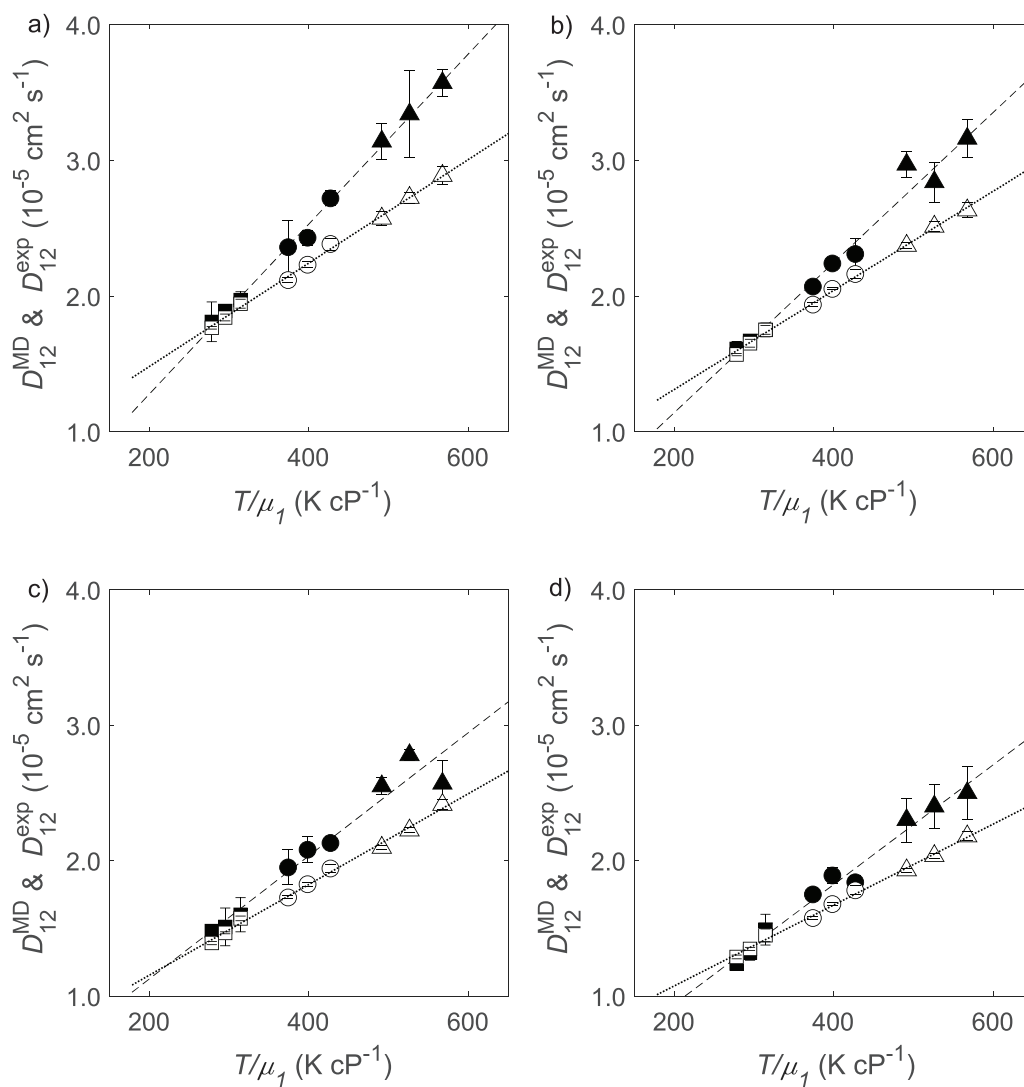 a)
4.0
3.0
2.0
1.0
200
400
600
D₁₂ᴹᴰ & D₁₂ᵉˣᵖ (10⁻⁵ cm² s⁻¹)
T/μ₁ (K cP⁻¹)
b)
4.0
3.0
2.0
1.0
200
400
600
D₁₂ᴹᴰ & D₁₂ᵉˣᵖ (10⁻⁵ cm² s⁻¹)
T/μ₁ (K cP⁻¹)
c)
4.0
3.0
2.0
1.0
200
400
600
D₁₂ᴹᴰ & D₁₂ᵉˣᵖ (10⁻⁵ cm² s⁻¹)
T/μ₁ (K cP⁻¹)
d)
4.0
3.0
2.0
1.0
200
400
600
D₁₂ᴹᴰ & D₁₂ᵉˣᵖ (10⁻⁵ cm² s⁻¹)
T/μ₁ (K cP⁻¹)